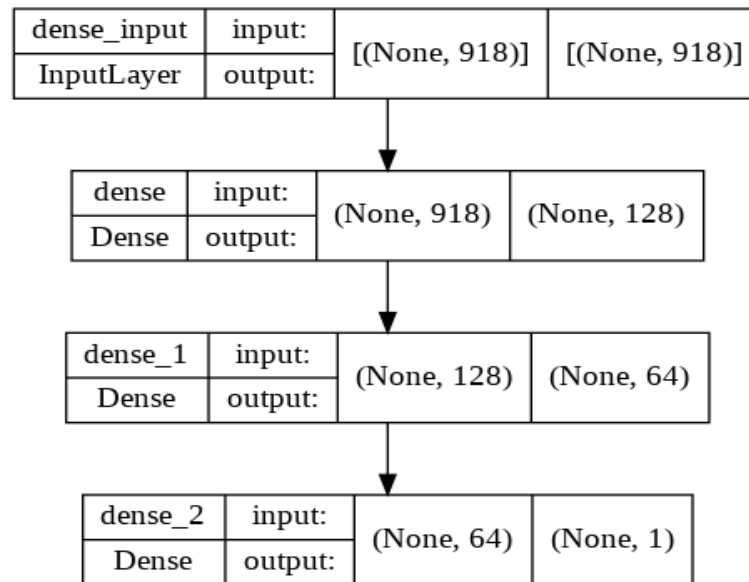 dense_input input: [(None, 918)] [(None, 918)]
InputLayer output:
dense input: (None, 918) (None, 128)
Dense output:
dense_1 input: (None, 128) (None, 64)
Dense output:
dense_2 input: (None, 64) (None, 1)
Dense output: